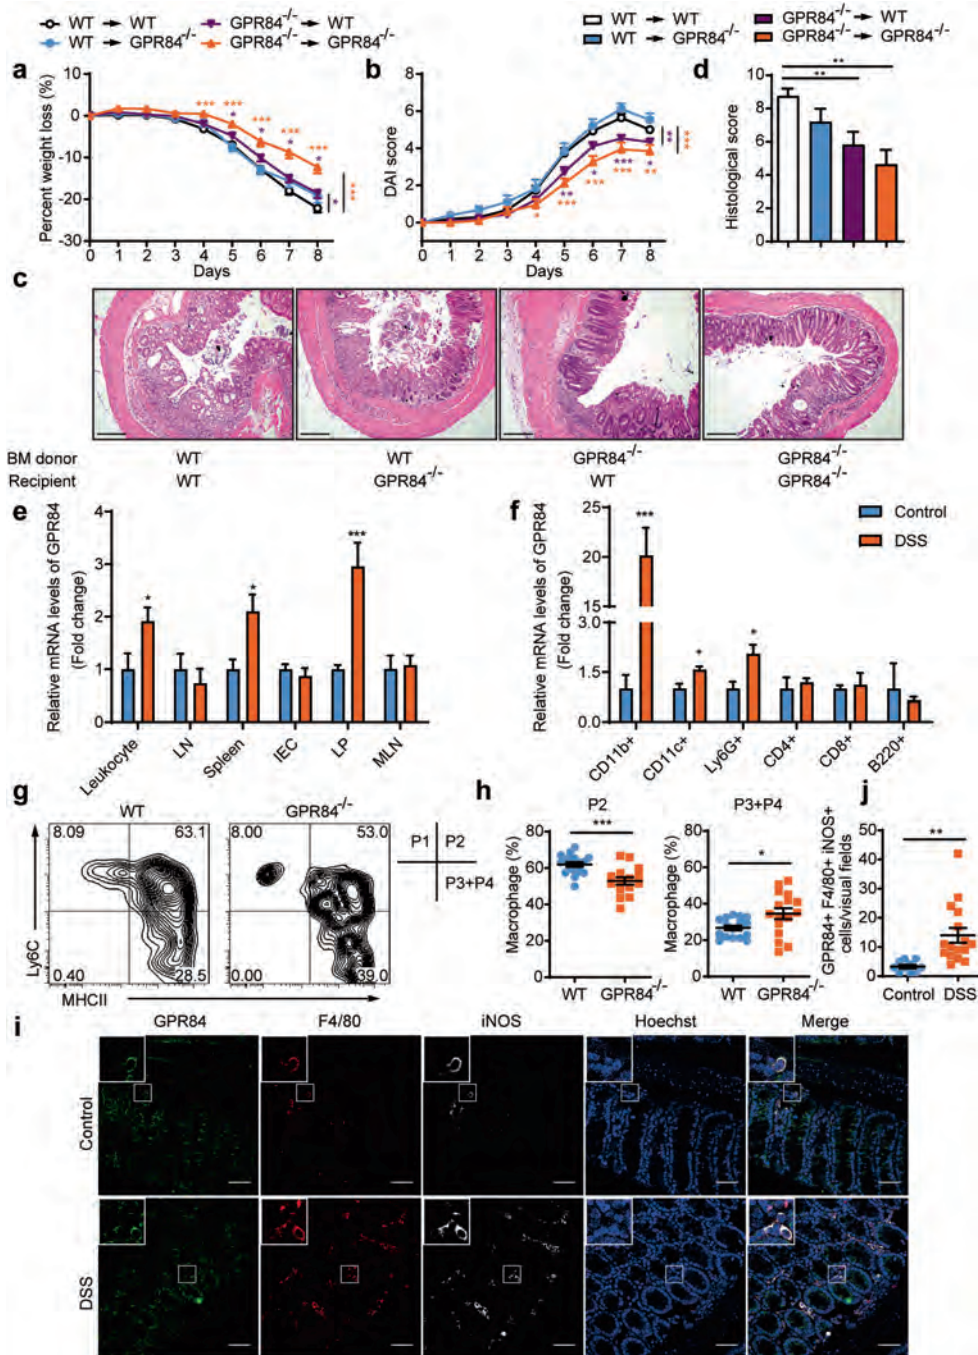 WT → WT GPR84-/- → WT
WT → GPR84-/- GPR84-/- → GPR84-/-
WT → WT GPR84-/- → WT
WT → GPR84-/- GPR84-/- → GPR84-/-
a
Percent weight loss (%)
10
0
-10
-20
-30
0 1 2 3 4 5 6 7 8
Days
*** *** * * *** * *** *** *
* ***
b
DAI score
8
6
4
2
0
0 1 2 3 4 5 6 7 8
Days
* ** *** * *** *** *** * **
** ***
d
Histological score
10
8
6
4
2
0
**
**
c
BM donor WT WT GPR84-/- GPR84-/-
Recipient WT GPR84-/- WT GPR84-/-
e
Relative mRNA levels of GPR84
(Fold change)
4
3
2
1
0
* * ***
Leukocyte LN Spleen IEC LP MLN
f
Relative mRNA levels of GPR84
(Fold change)
25
20
15
3.0
1.5
0.0
*** + *
CD11b+ CD11c+ Ly6G+ CD4+ CD8+ B220+
Control
DSS
g
WT GPR84-/-
8.09 63.1 8.00 53.0
0.40 28.5 0.00 39.0
Ly6C
MHCII
P1 P2
P3+P4
h
P2
Macrophage (%)
80
60
40
20
0
***
WT GPR84-/-
P3+P4
Macrophage (%)
80
60
40
20
0
*
WT GPR84-/-
j
GPR84+ F4/80+ iNOS+
cells/visual fields
50
40
30
20
10
0
**
Control DSS
i
GPR84 F4/80 iNOS Hoechst Merge
Control
DSS